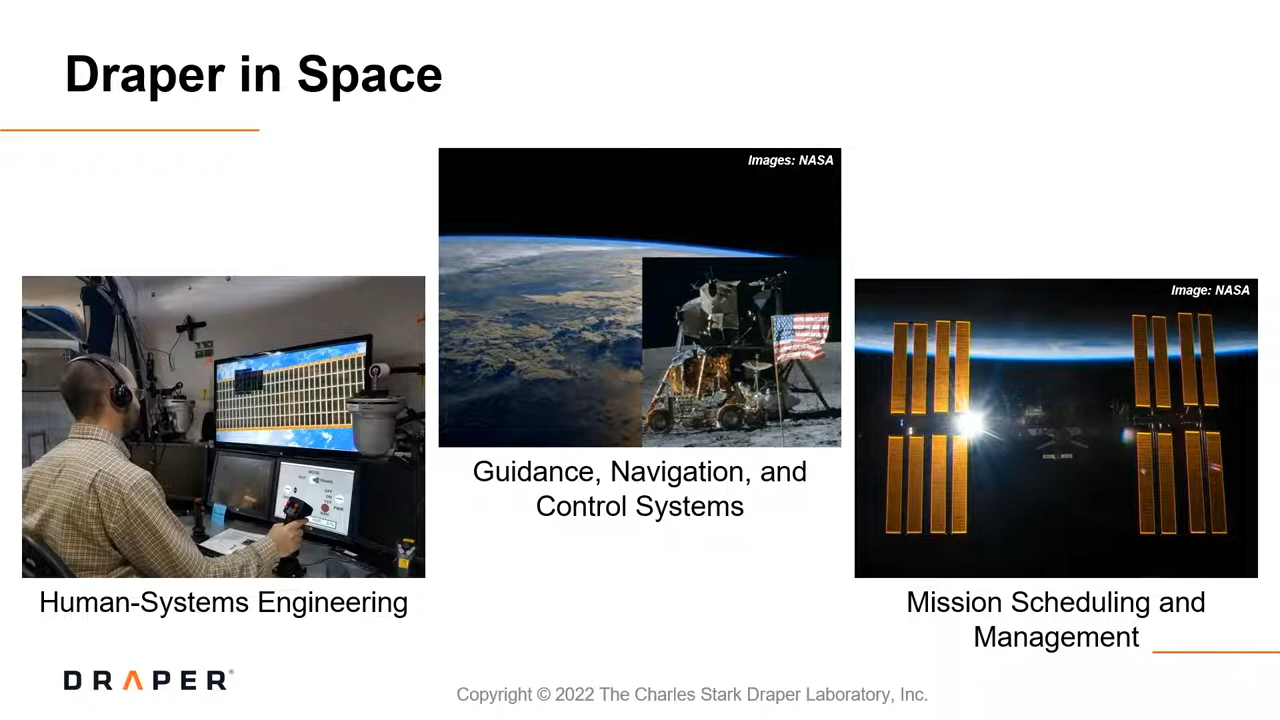 Draper in Space
Images: NASA
Image: NASA
Human-Systems Engineering
Guidance, Navigation, and
Control Systems
Mission Scheduling and
Management
DRAPER®
Copyright © 2022 The Charles Stark Draper Laboratory, Inc.